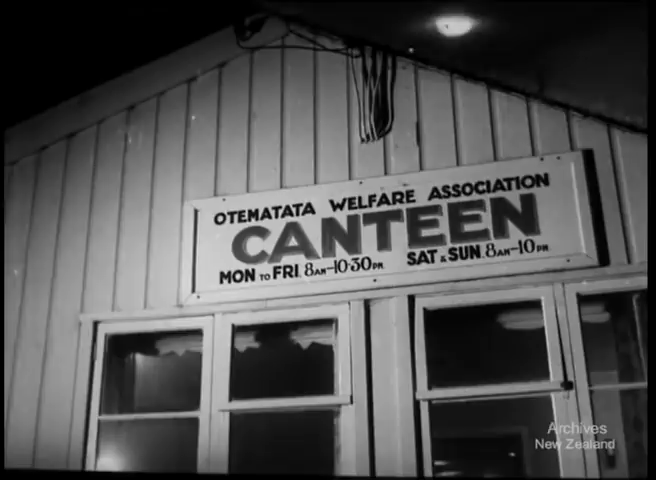 OTEMATATA WELFARE ASSOCIATION
CANTEEN
MON TO FRI. 8AM-10·30PM SAT & SUN. 8AM-10PM
Archives
New Zealand